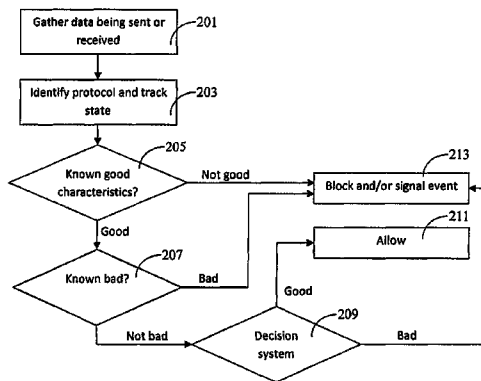 Gather data being sent or
received
201
Identify protocol and track
state
203
205
Known good
characteristics?
Not good
213
Block and/or signal event
Good
207
Known bad?
Bad
211
Allow
Good
Not bad
209
Decision
system
Bad